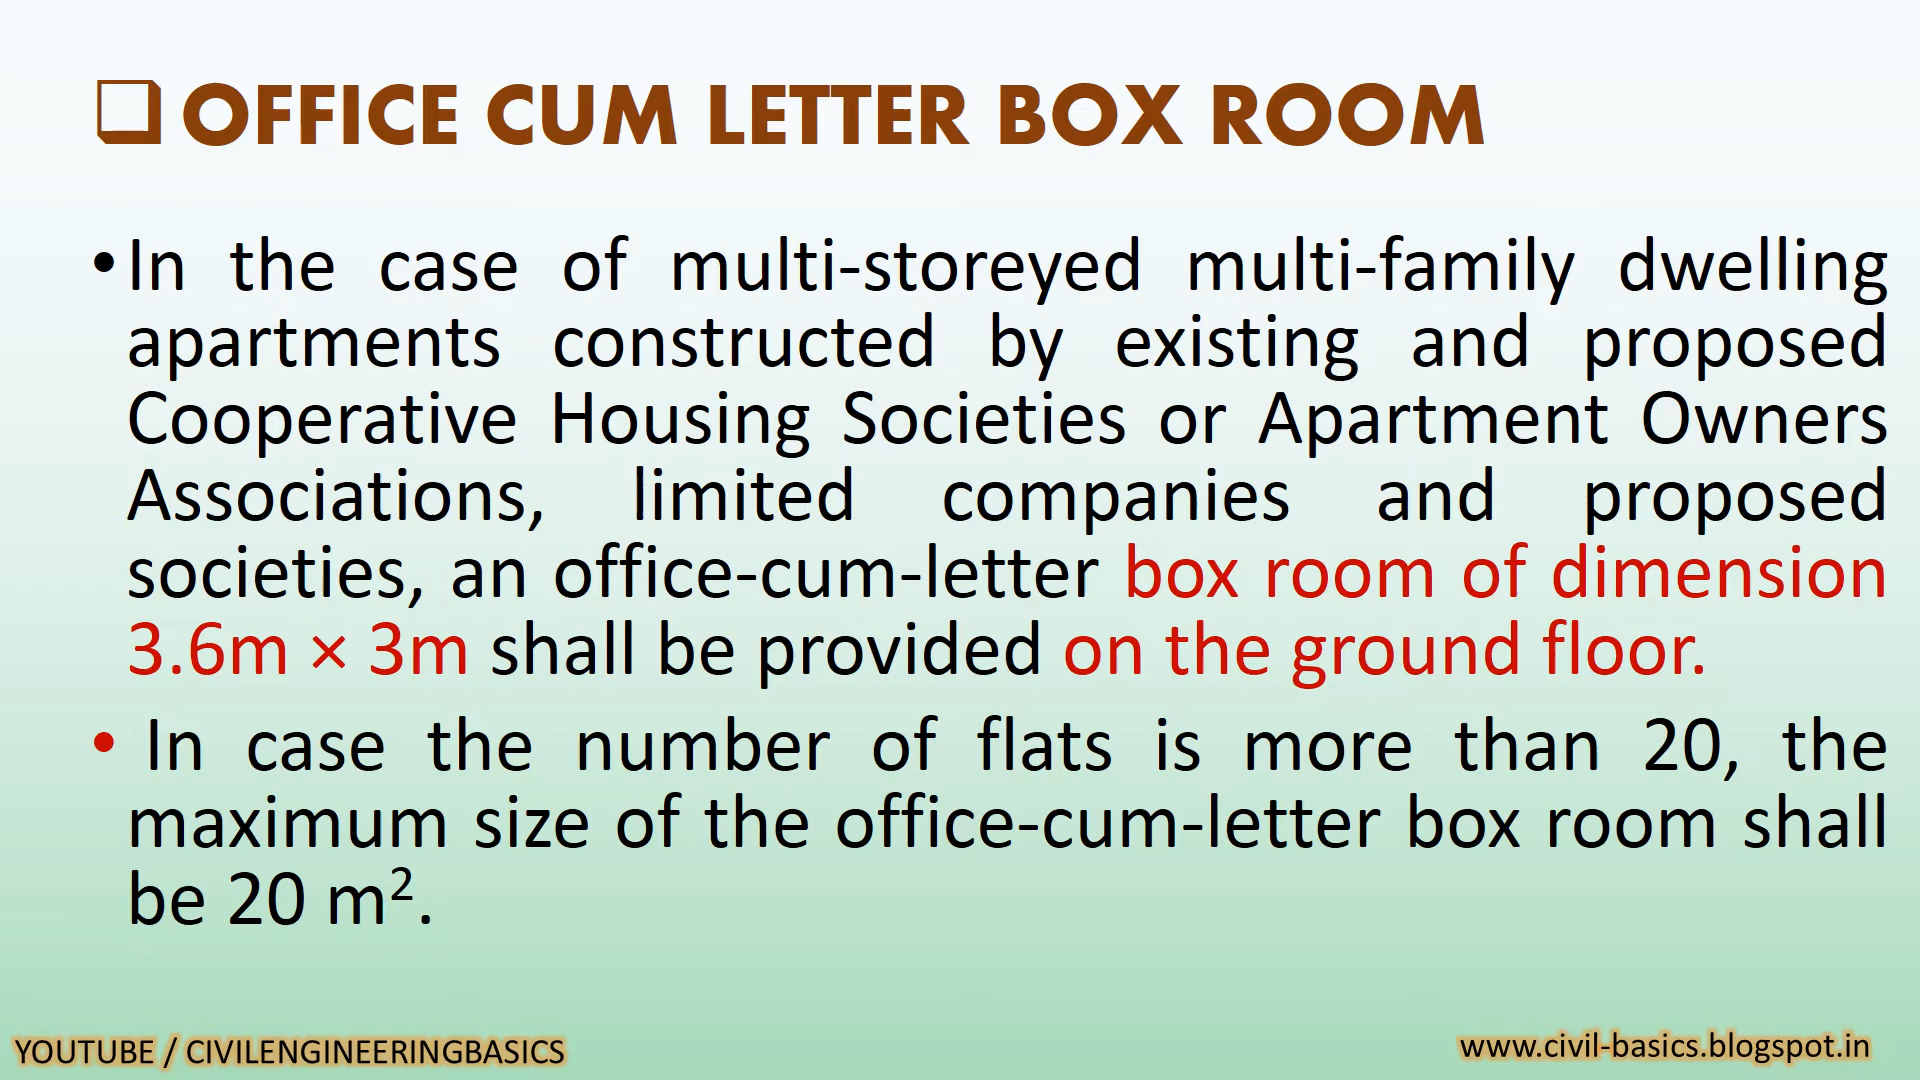 ❑ OFFICE CUM LETTER BOX ROOM
• In the case of multi-storeyed multi-family dwelling
apartments constructed by existing and proposed
Cooperative Housing Societies or Apartment Owners
Associations, limited companies and proposed
societies, an office-cum-letter box room of dimension
3.6m × 3m shall be provided on the ground floor.
• In case the number of flats is more than 20, the
maximum size of the office-cum-letter box room shall
be 20 m².
YOUTUBE / CIVILENGINEERINGBASICS
www.civil-basics.blogspot.in